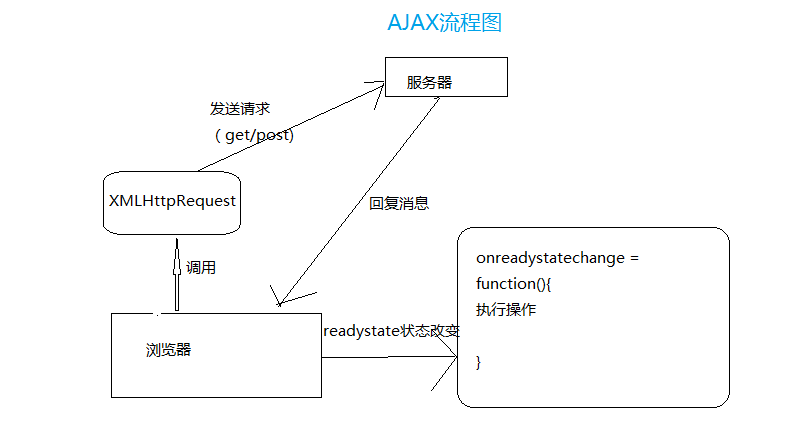 AJAX流程图
服务器
发送请求
（get/post)
XMLHttpRequest
回复消息
调用
onreadystatechange =
function(){
执行操作
}
readystate状态改变
浏览器